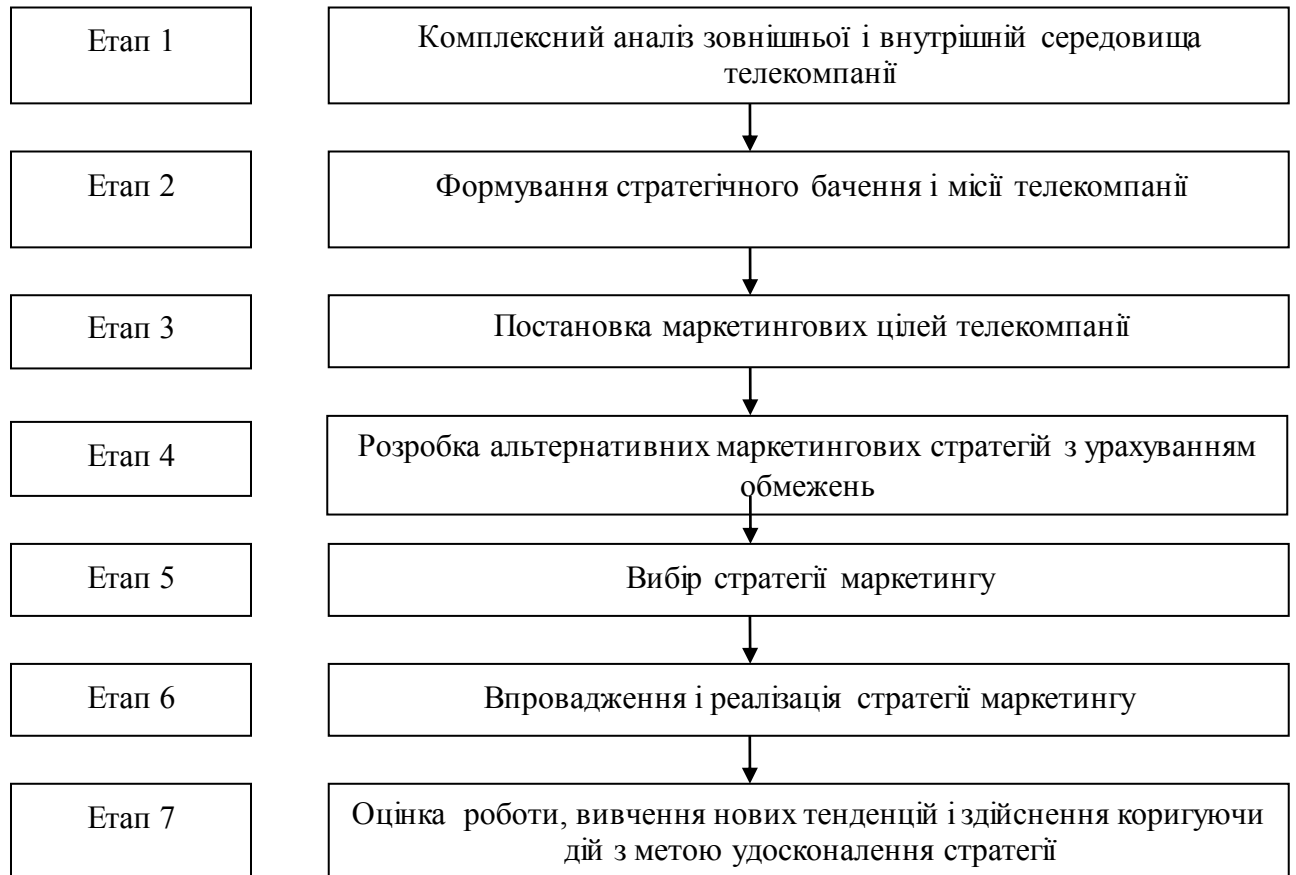 Етап 1
Комплексний аналіз зовнішньої і внутрішній середовища
телекомпанії
Етап 2
Формування стратегічного бачення і місії телекомпанії
Етап 3
Постановка маркетингових цілей телекомпанії
Етап 4
Розробка альтернативних маркетингових стратегій з урахуванням
обмежень
Етап 5
Вибір стратегії маркетингу
Етап 6
Впровадження і реалізація стратегії маркетингу
Етап 7
Оцінка роботи, вивчення нових тенденцій і здійснення коригуючи
дій з метою удосконалення стратегії